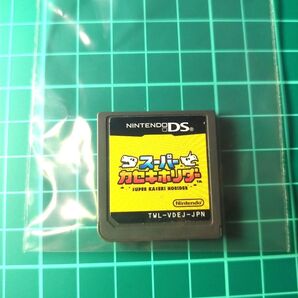 NINTENDO DS
スーパー
カセキホリダー
SUPER KASEKI HORIDER
Nintendo
TWL-VDEJ-JPN